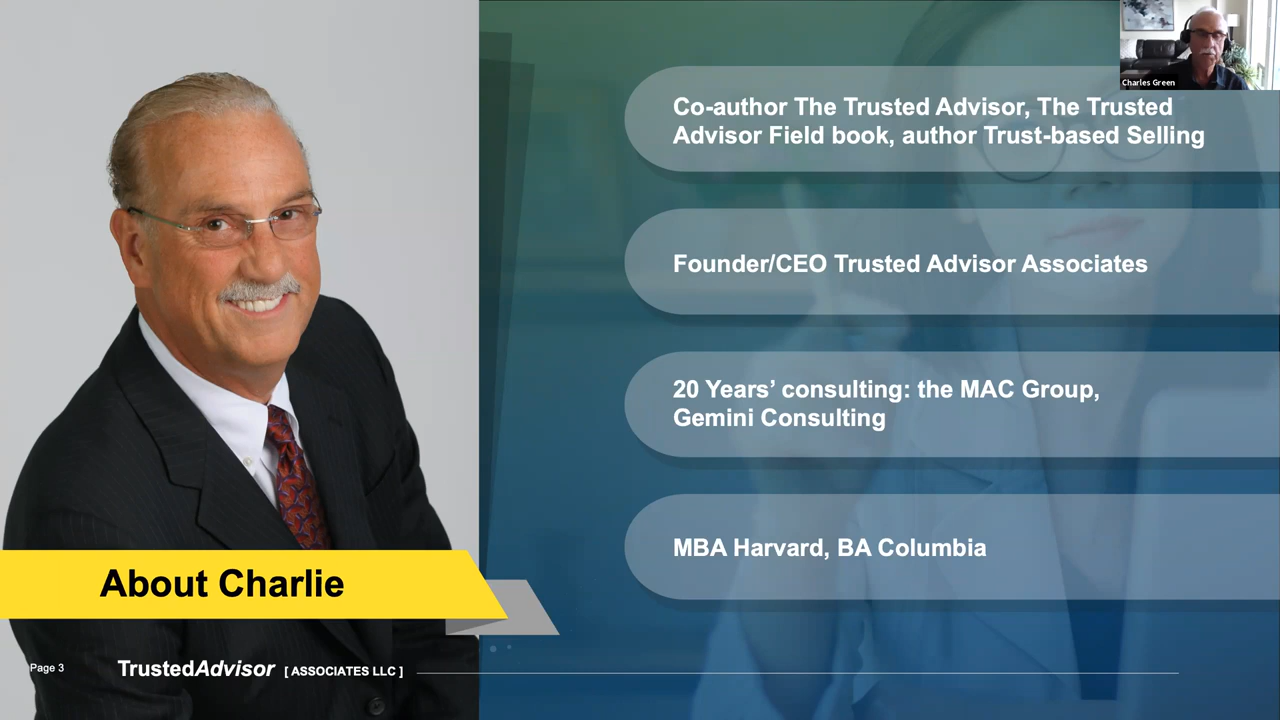 Charles Green
Co-author The Trusted Advisor, The Trusted
Advisor Field book, author Trust-based Selling
Founder/CEO Trusted Advisor Associates
20 Years’ consulting: the MAC Group,
Gemini Consulting
MBA Harvard, BA Columbia
About Charlie
Page 3
TrustedAdvisor [ ASSOCIATES LLC ]